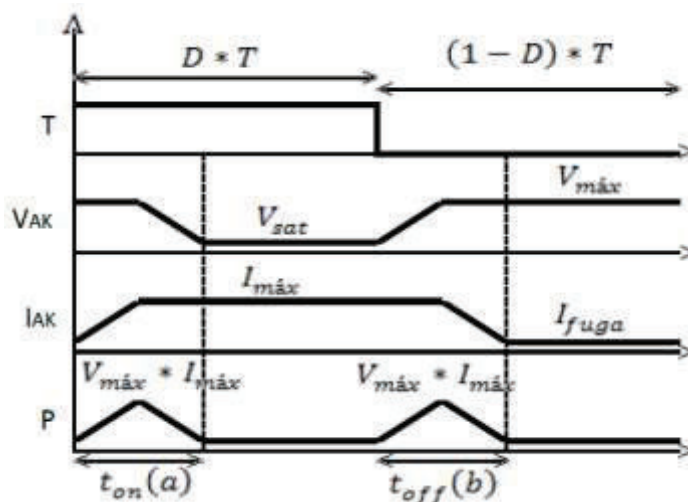 D * T
(1 − D) * T
T
V_máx
VAK
V_sat
I_máx
IAK
I_fuga
V_máx * I_máx
V_máx * I_máx
P
t_on(a)
t_off(b)